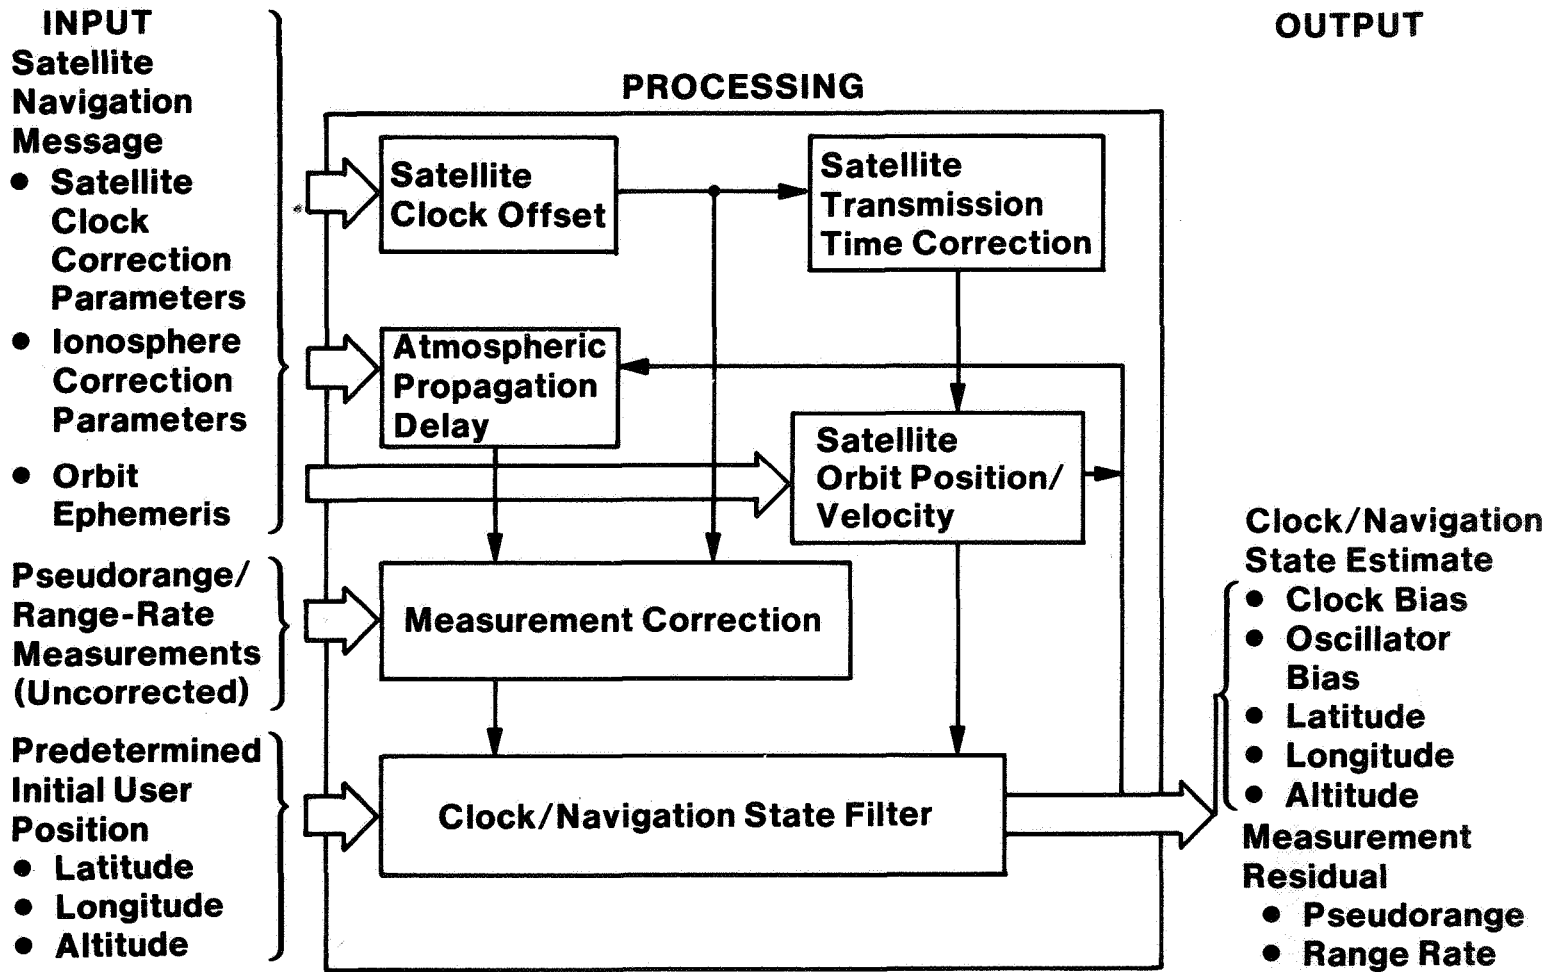 INPUT
Satellite
Navigation
Message
• Satellite
Clock
Correction
Parameters
• Ionosphere
Correction
Parameters
• Orbit
Ephemeris
Pseudorange/
Range-Rate
Measurements
(Uncorrected)
Predetermined
Initial User
Position
• Latitude
• Longitude
• Altitude
PROCESSING
Satellite
Clock Offset
Satellite
Transmission
Time Correction
Atmospheric
Propagation
Delay
Satellite
Orbit Position/
Velocity
Measurement Correction
Clock/Navigation State Filter
OUTPUT
Clock/Navigation
State Estimate
• Clock Bias
• Oscillator
Bias
• Latitude
• Longitude
• Altitude
Measurement
Residual
• Pseudorange
• Range Rate